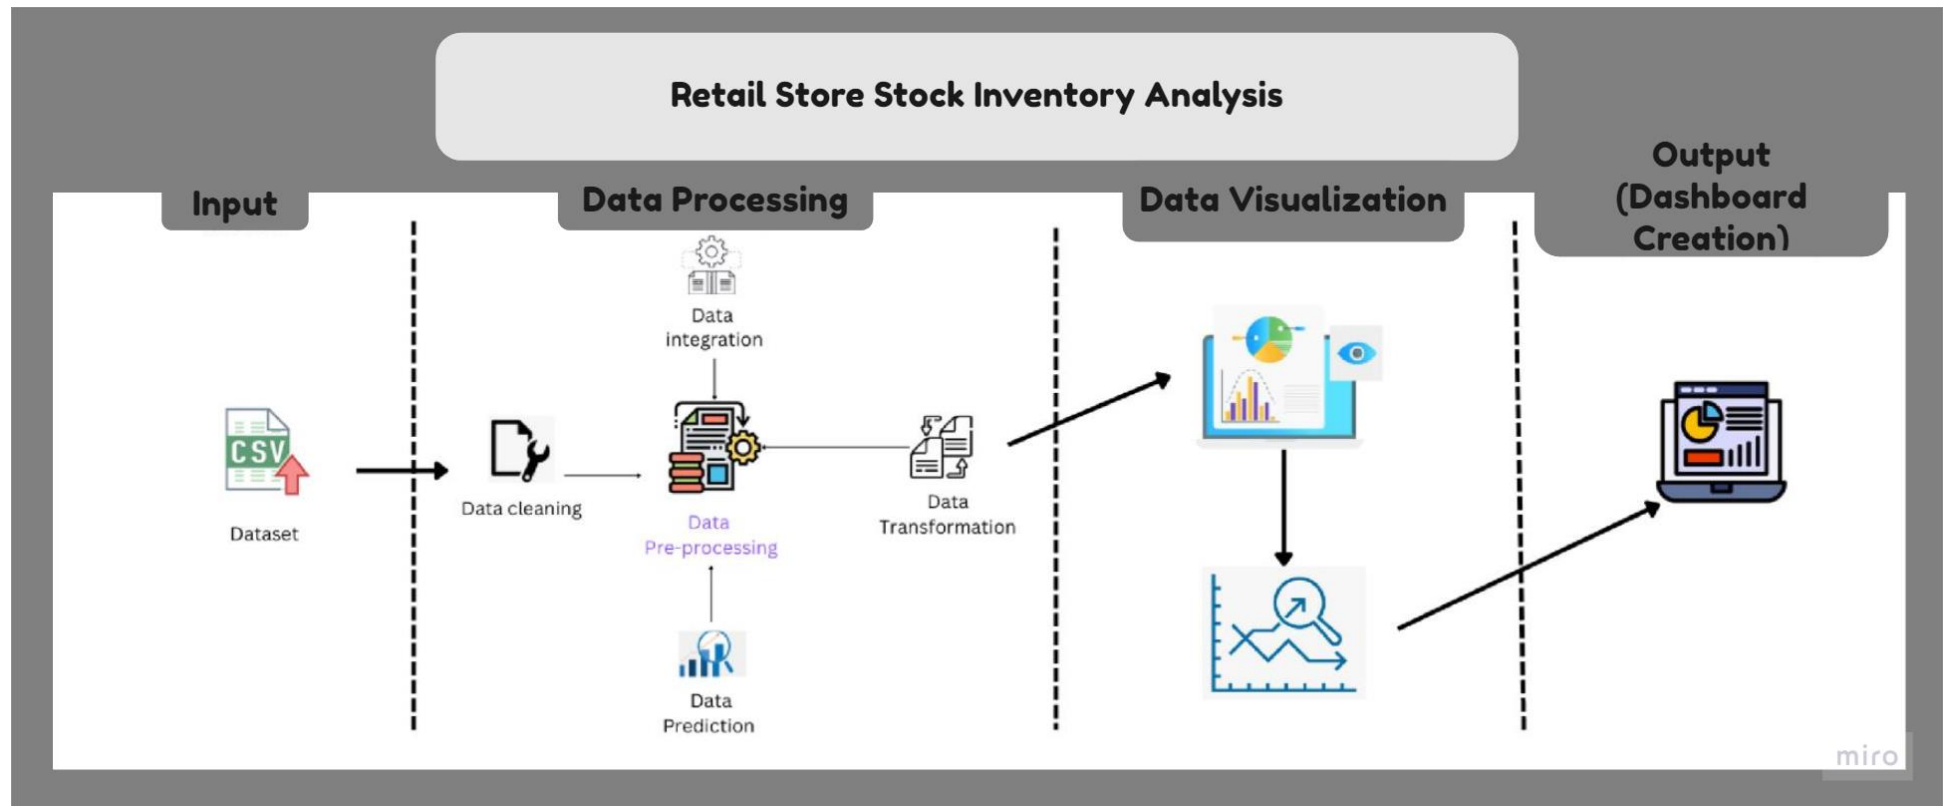 Retail Store Stock Inventory Analysis
Input
Data Processing
Data Visualization
Output
(Dashboard
Creation)
CSV
Dataset
Data cleaning
Data
integration
Data
Pre-processing
Data
Prediction
Data
Transformation
miro